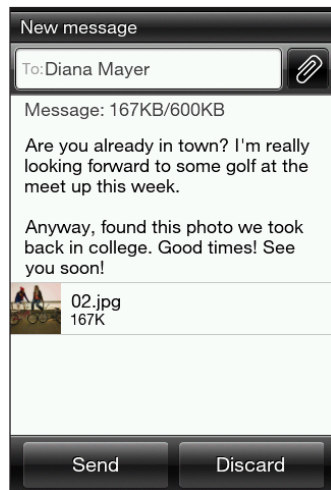 New message
To: Diana Mayer
Message: 167KB/600KB
Are you already in town? I'm really
looking forward to some golf at the
meet up this week.
Anyway, found this photo we took
back in college. Good times! See
you soon!
02.jpg
167K
Send
Discard